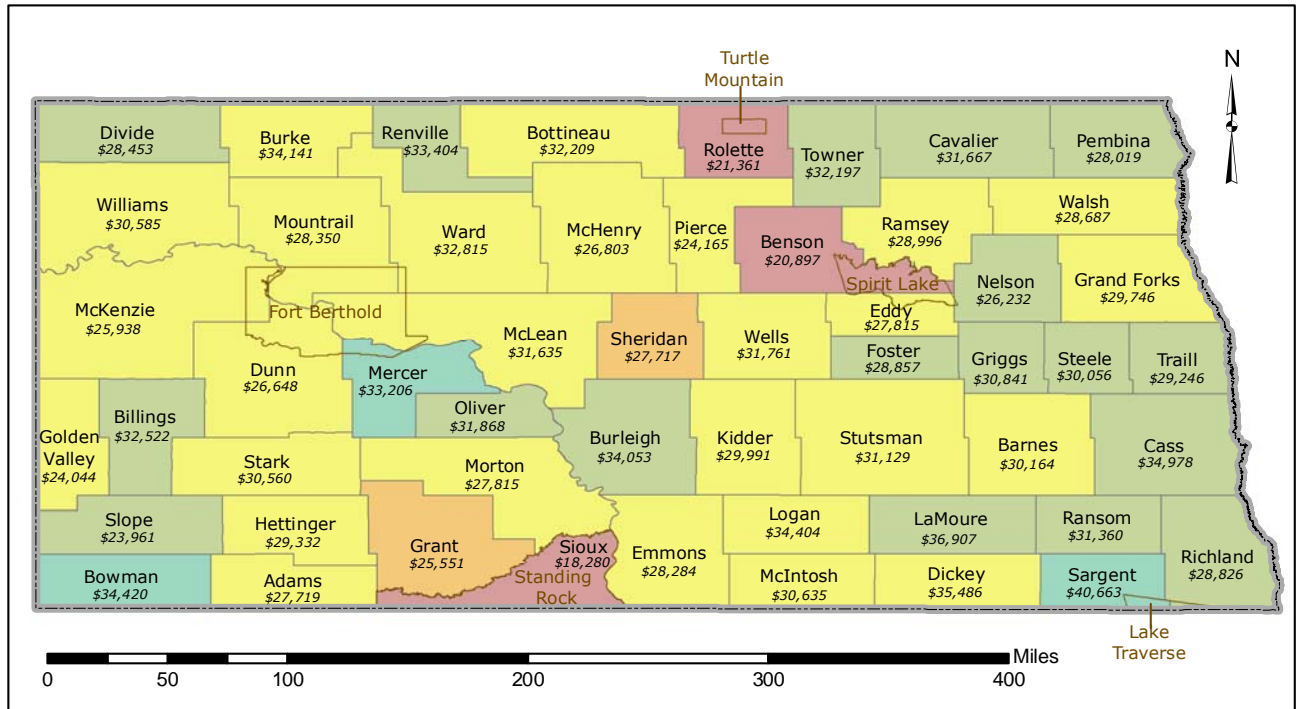 Turtle
Mountain
N
Divide
$28,453
Burke
$34,141
Renville
$33,404
Bottineau
$32,209
Rolette
$21,361
Towner
$32,197
Cavalier
$31,667
Pembina
$28,019
Williams
$30,585
Mountrail
$28,350
Ward
$32,815
McHenry
$26,803
Pierce
$24,165
Benson
$20,897
Ramsey
$28,996
Walsh
$28,687
Spirit Lake
Nelson
$26,232
Grand Forks
$29,746
McKenzie
$25,938
Fort Berthold
McLean
$31,635
Sheridan
$27,717
Wells
$31,761
Eddy
$27,815
Foster
$28,857
Griggs
$30,841
Steele
$30,056
Traill
$29,246
Dunn
$26,648
Mercer
$33,206
Oliver
$31,868
Billings
$32,522
Golden
Valley
$24,044
Stark
$30,560
Morton
$27,815
Burleigh
$34,053
Kidder
$29,991
Stutsman
$31,129
Barnes
$30,164
Cass
$34,978
Slope
$23,961
Hettinger
$29,332
Grant
$25,551
Sioux
$18,280
Standing
Rock
Emmons
$28,284
Logan
$34,404
LaMoure
$36,907
Ransom
$31,360
Richland
$28,826
Bowman
$34,420
Adams
$27,719
McIntosh
$30,635
Dickey
$35,486
Sargent
$40,663
Lake
Traverse
Miles
0 50 100 200 300 400